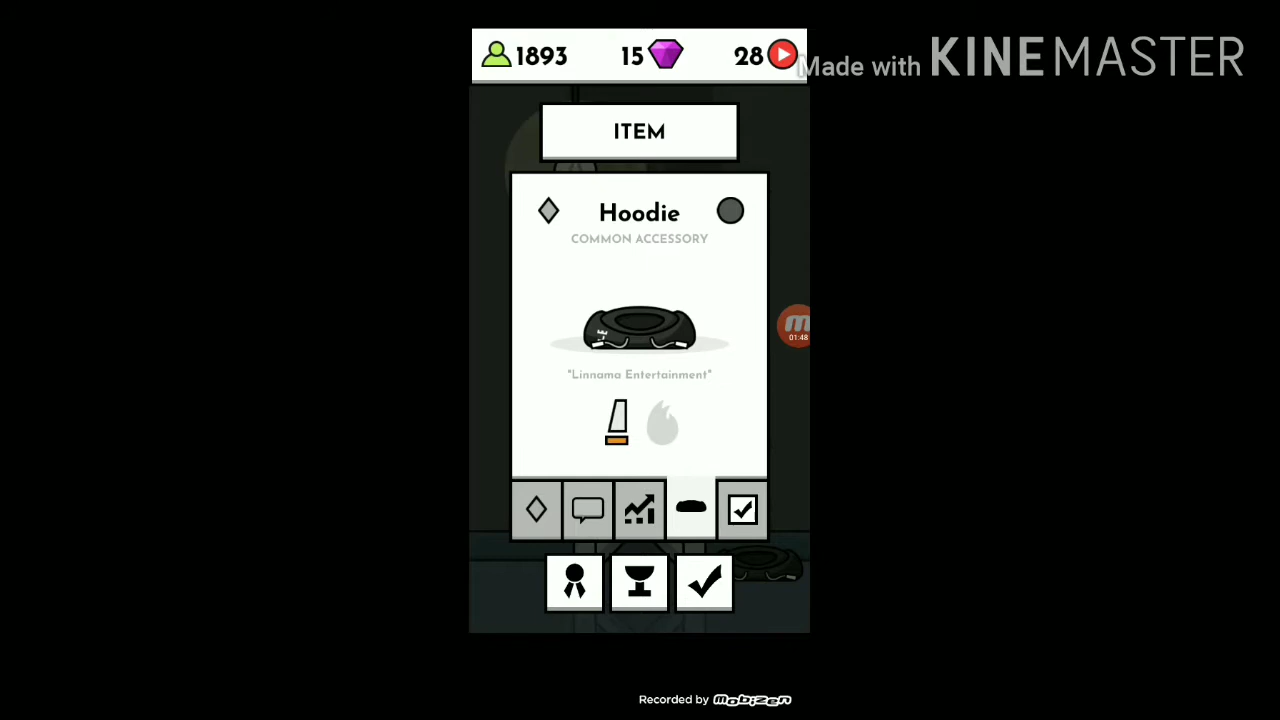 1893 15 28
Made with KINEMASTER
ITEM
Hoodie
COMMON ACCESSORY
"Linnama Entertainment"
01:48
Recorded by mobizen